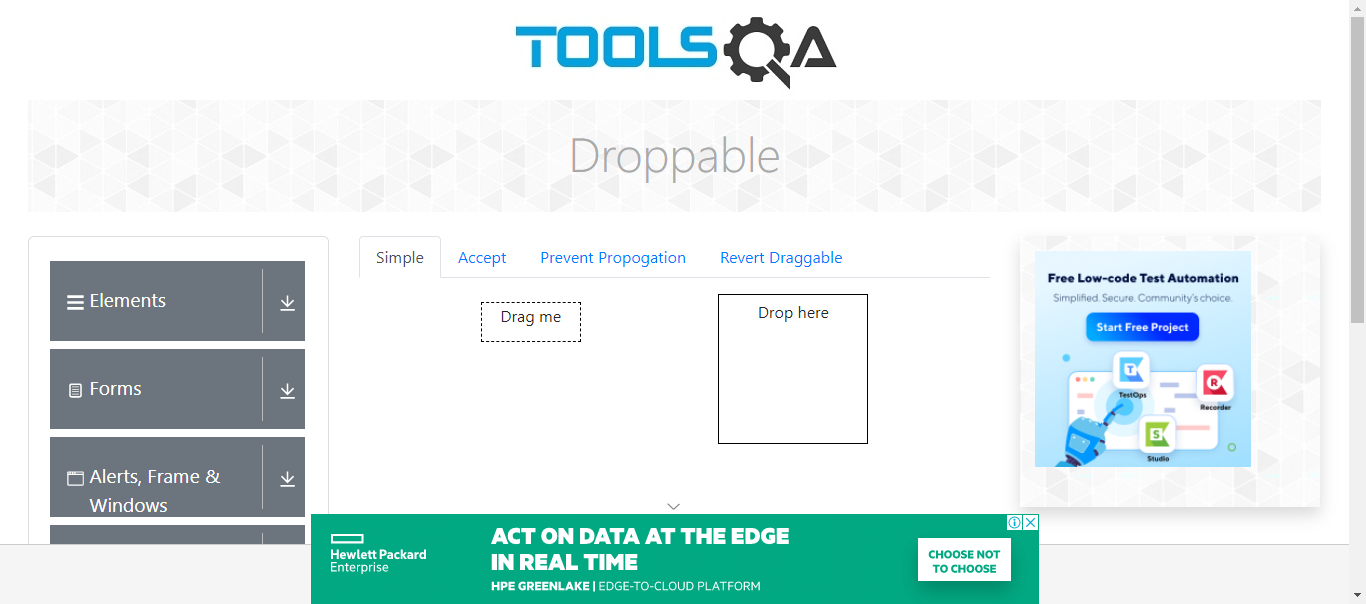 TOOLSQA
Droppable
Elements
Forms
Alerts, Frame &
Windows
Simple
Accept
Prevent Propogation
Revert Draggable
Drag me
Drop here
Free Low-code Test Automation
Simplified. Secure. Community's choice.
Start Free Project
TestOps
Recorder
Studio
Hewlett Packard
Enterprise
ACT ON DATA AT THE EDGE
IN REAL TIME
HPE GREENLAKE | EDGE-TO-CLOUD PLATFORM
CHOOSE NOT
TO CHOOSE